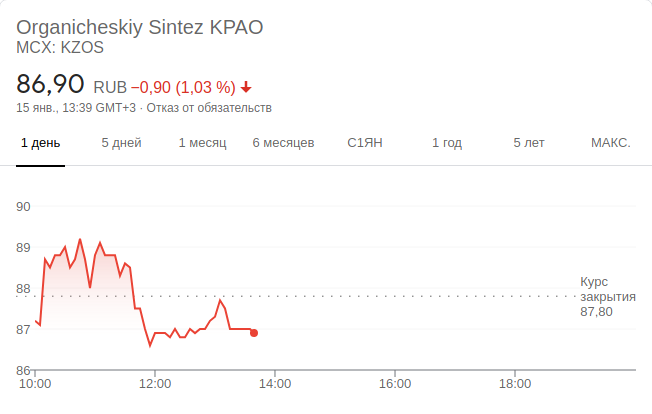 Organicheskiy Sintez KPAO
MCX: KZOS
86,90 RUB −0,90 (1,03 %)
15 янв., 13:39 GMT+3 · Отказ от обязательств
1 день 5 дней 1 месяц 6 месяцев С1ЯН 1 год 5 лет МАКС.
90
89
88
87
86
Курс
закрытия
87,80
10:00 12:00 14:00 16:00 18:00